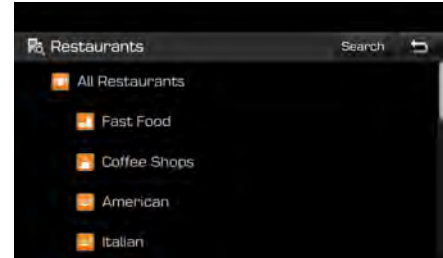 Restaurants Search
All Restaurants
Fast Food
Coffee Shops
American
Italian